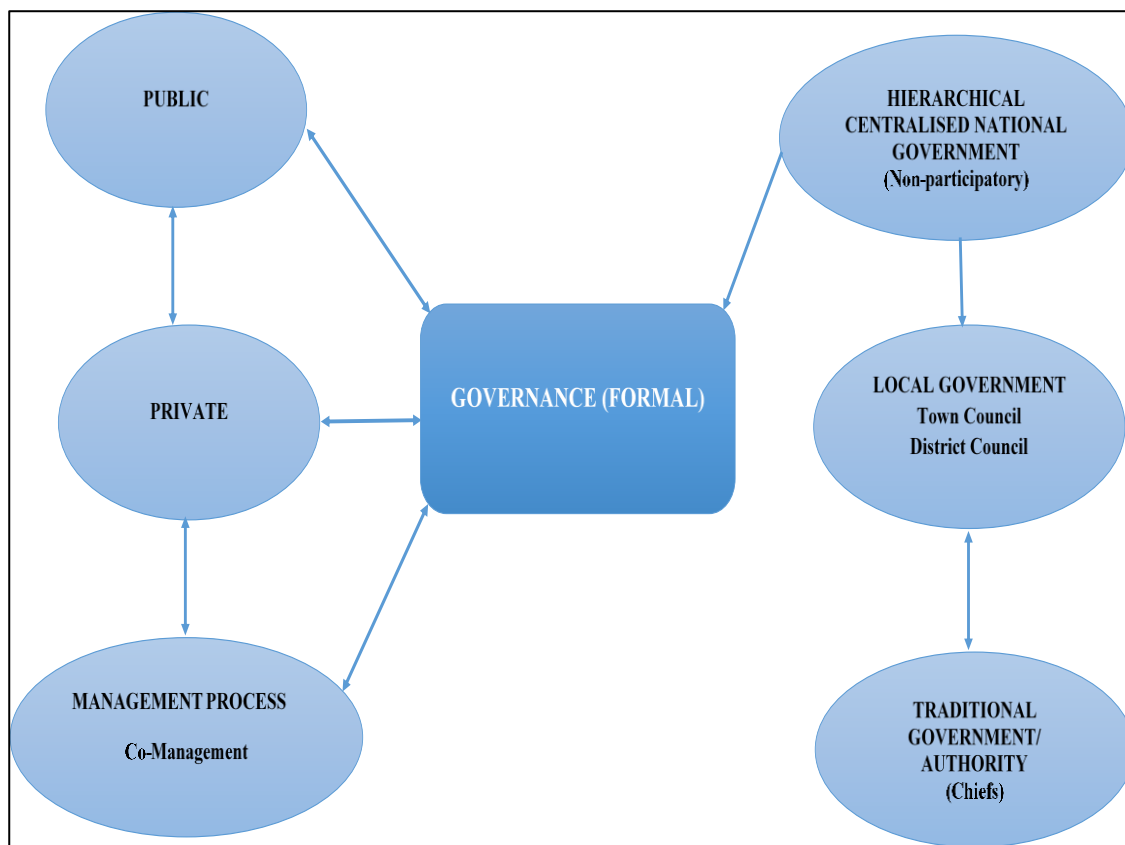 PUBLIC
HIERARCHICAL
CENTRALISED NATIONAL
GOVERNMENT
(Non-participatory)
GOVERNANCE (FORMAL)
PRIVATE
LOCAL GOVERNMENT
Town Council
District Council
MANAGEMENT PROCESS
Co-Management
TRADITIONAL
GOVERNMENT/
AUTHORITY
(Chiefs)